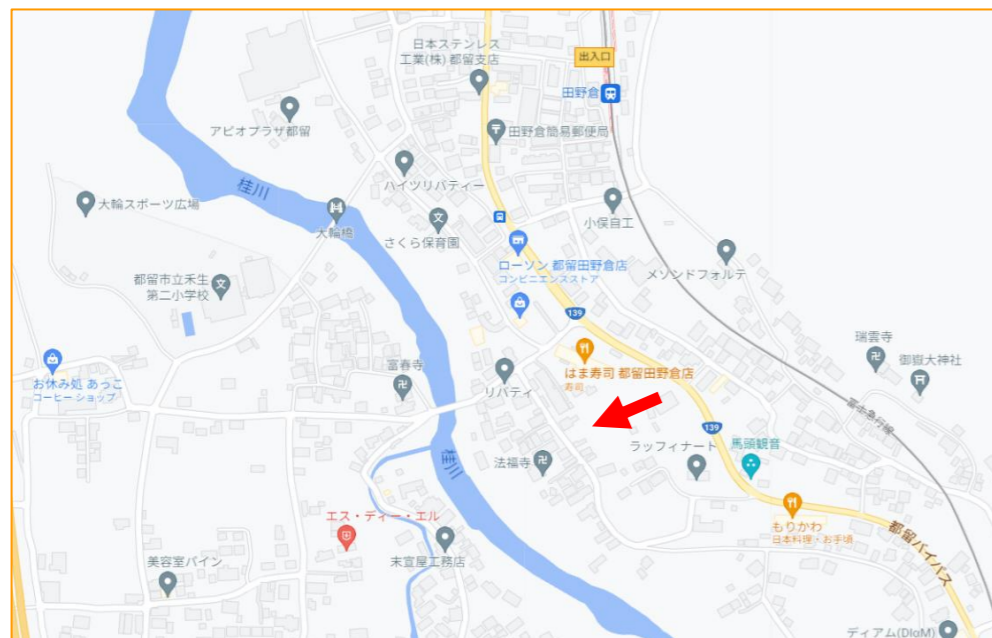 日本ステンレス
工業(株) 都留支店
出入口
田野倉
アピオプラザ都留
田野倉簡易郵便局
ハイツリバティー
桂川
大輪スポーツ広場
大輪橋
さくら保育園
小俣自工
ローソン 都留田野倉店
コンビニエンスストア
メゾンドフォルテ
都留市立禾生
第二小学校
139
瑞雲寺
御嶽大神社
お休み処 あっこ
コーヒー ショップ
富春寺
リバティ
はま寿司 都留田野倉店
寿司
富士急行線
139
馬頭観音
ラッフィナート
法福寺
桂川
エス・ディー・エル
もりかわ
日本料理・お手頃
都留バイパス
美容室パイン
末宣屋工務店
ディアム(DIαM)